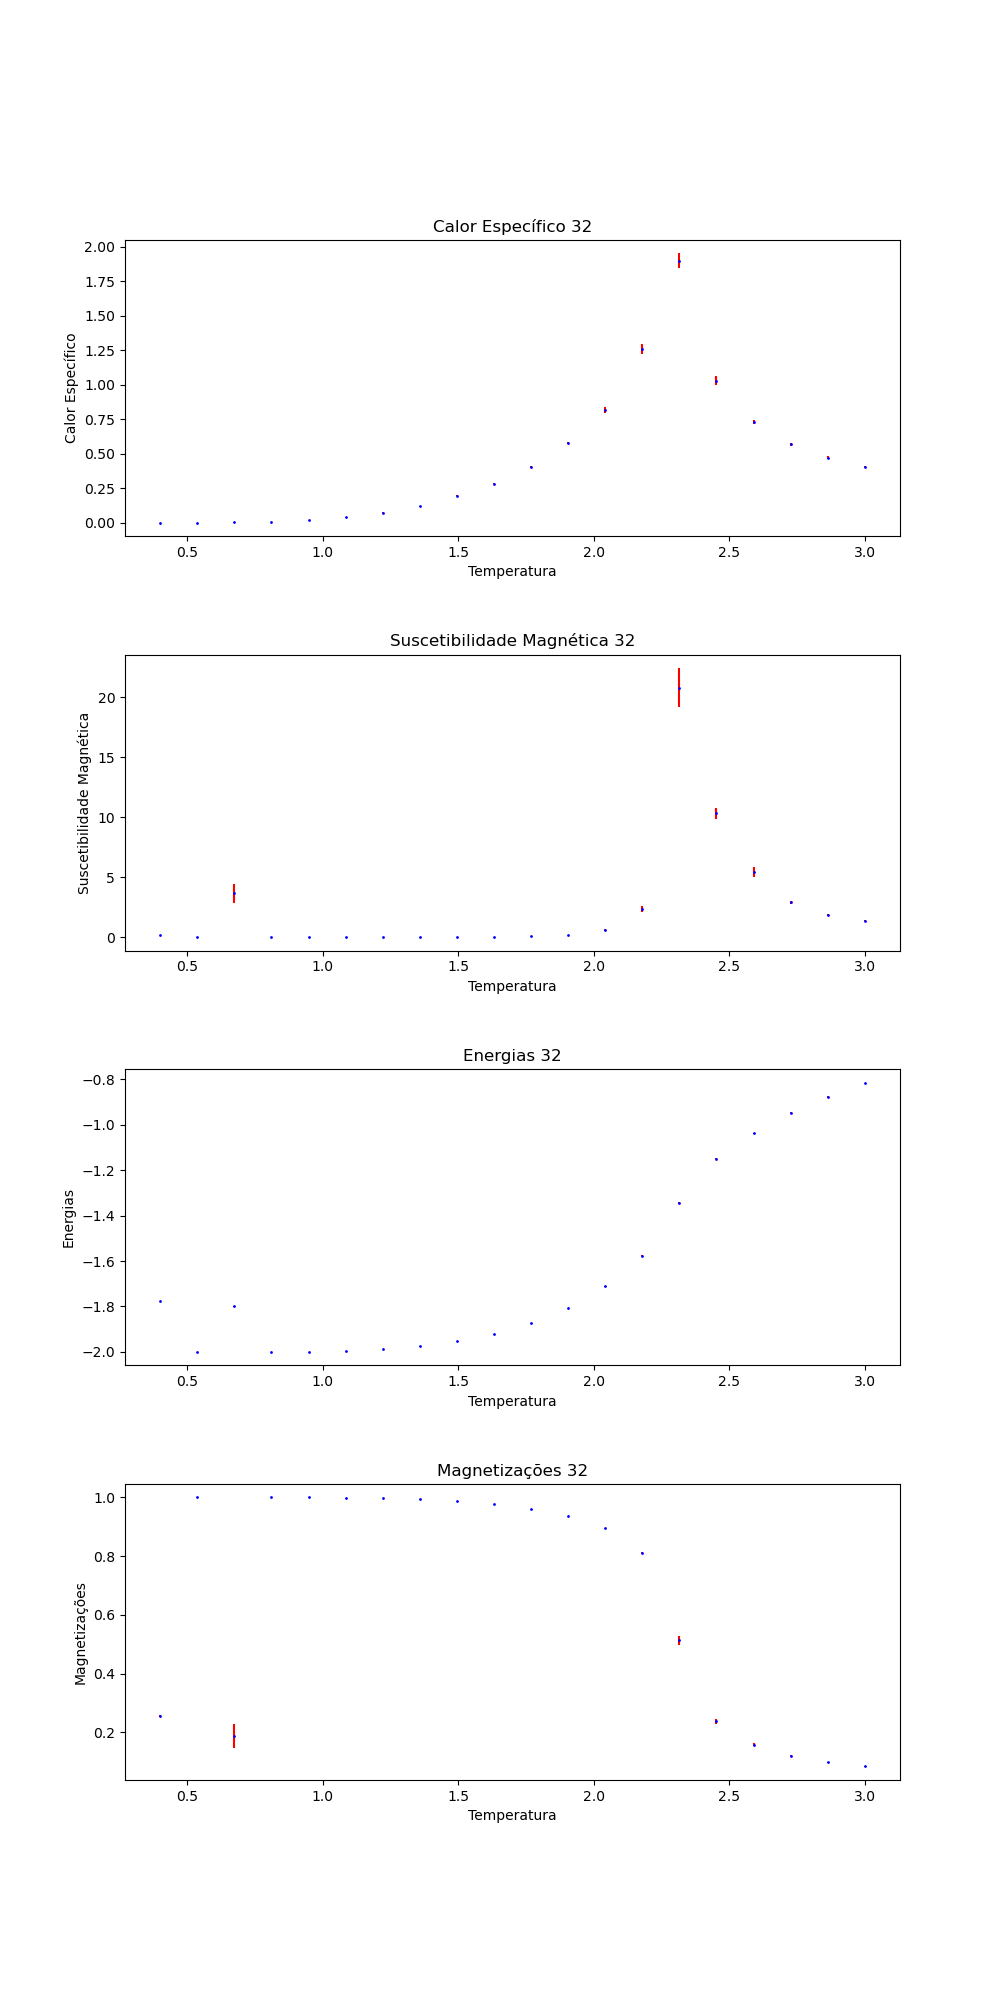 Calor Específico 32
2.00
1.75
1.50
1.25
1.00
0.75
0.50
0.25
0.00
Calor Específico
0.5 1.0 1.5 2.0 2.5 3.0
Temperatura
Suscetibilidade Magnética 32
20
15
10
5
0
Suscetibilidade Magnética
0.5 1.0 1.5 2.0 2.5 3.0
Temperatura
Energias 32
−0.8
−1.0
−1.2
−1.4
−1.6
−1.8
−2.0
Energias
0.5 1.0 1.5 2.0 2.5 3.0
Temperatura
Magnetizações 32
1.0
0.8
0.6
0.4
0.2
Magnetizações
0.5 1.0 1.5 2.0 2.5 3.0
Temperatura